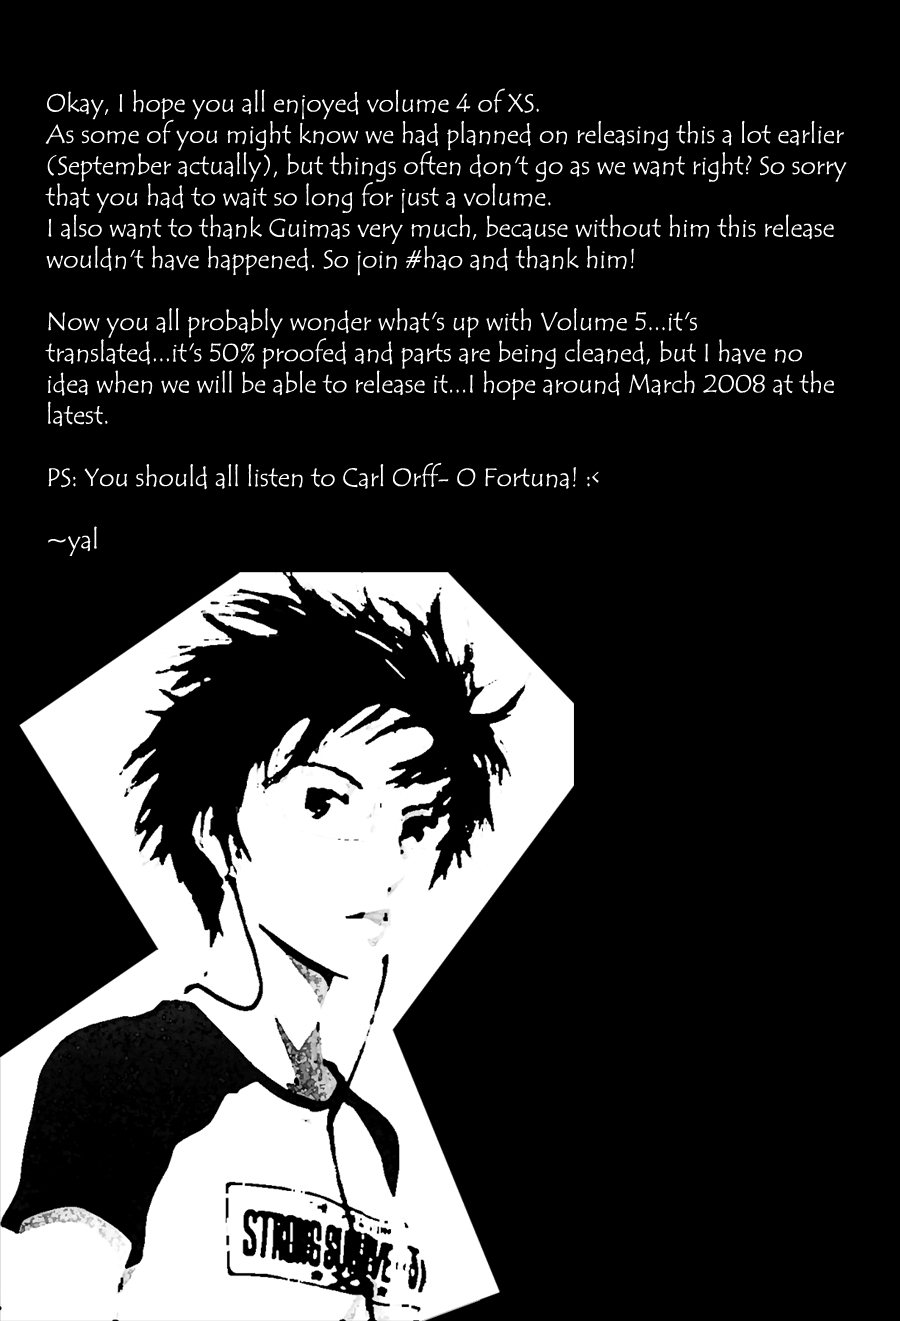 Okay, I hope you all enjoyed volume 4 of XS.
As some of you might know we had planned on releasing this a lot earlier
(September actually), but things often don't go as we want right? So sorry
that you had to wait so long for just a volume.
I also want to thank Guimas very much, because without him this release
wouldn't have happened. So join #hao and thank him!
Now you all probably wonder what's up with Volume 5...it's
translated...it's 50% proofed and parts are being cleaned, but I have no
idea when we will be able to release it...I hope around March 2008 at the
latest.
PS: You should all listen to Carl Orff- O Fortuna! :<
~yal
STRONG